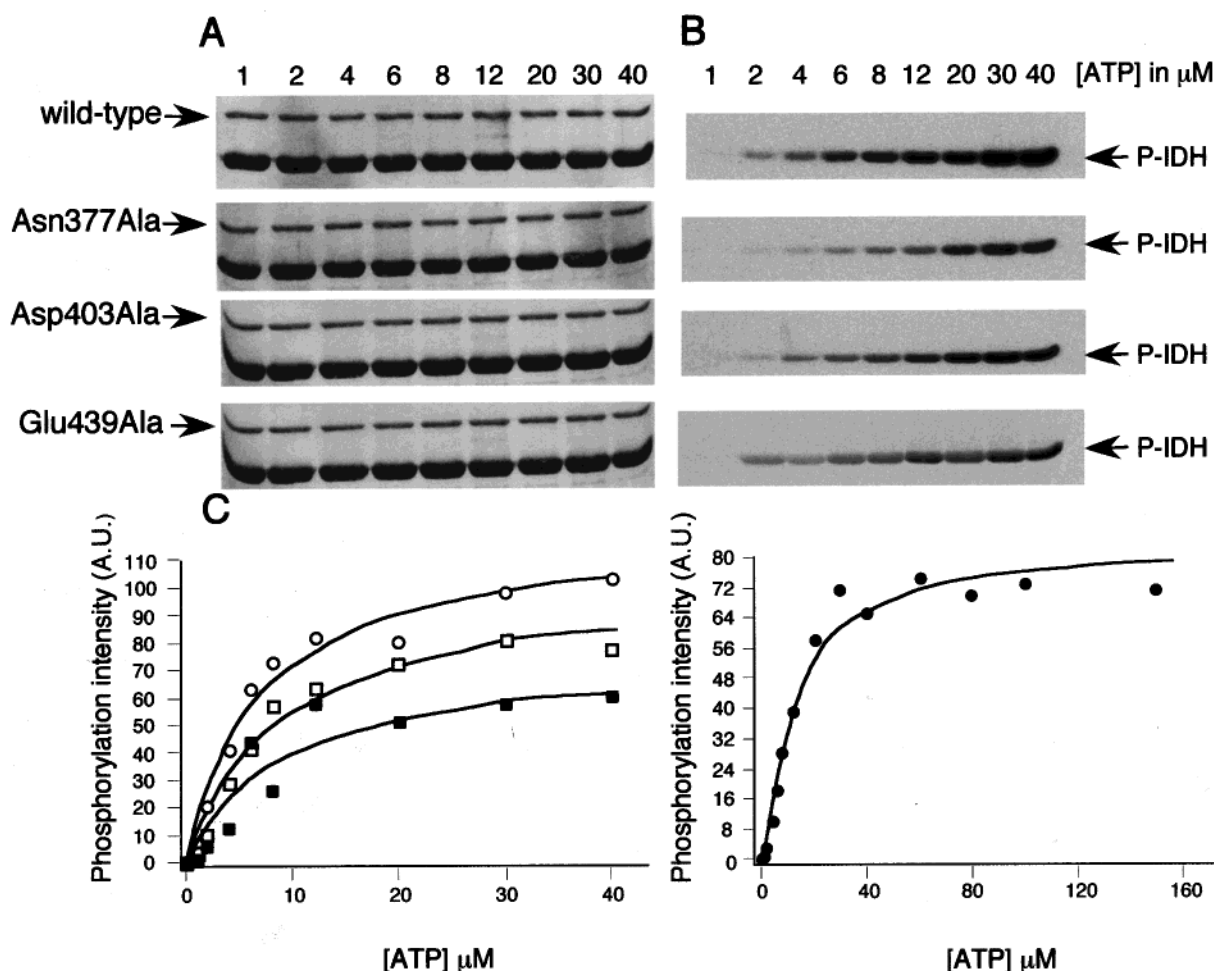 A
B
1 2 4 6 8 12 20 30 40
1 2 4 6 8 12 20 30 40 [ATP] in μM
wild-type
P-IDH
Asn377Ala
P-IDH
Asp403Ala
P-IDH
Glu439Ala
P-IDH
C
Phosphorylation intensity (A.U.)
110
100
90
80
70
60
50
40
30
20
10
0
0 10 20 30 40
[ATP] μM
Phosphorylation intensity (A.U.)
80
72
64
56
48
40
32
24
16
8
0
0 40 80 120 160
[ATP] μM